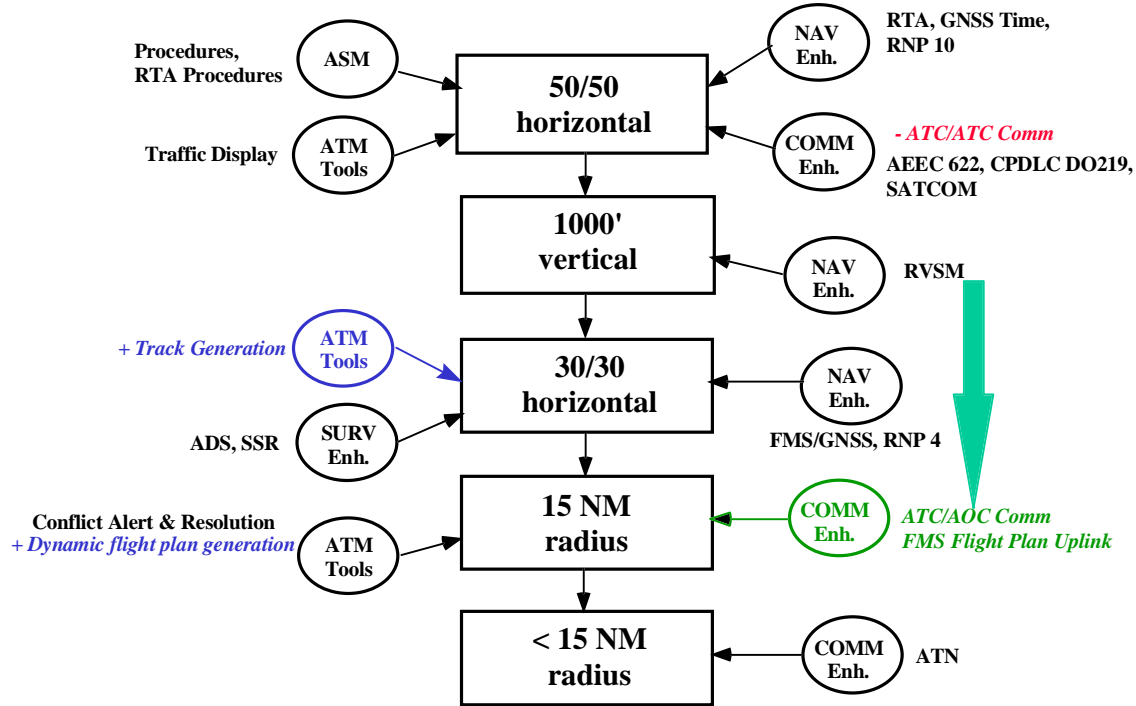 Procedures,
RTA Procedures
ASM
NAV
Enh.
RTA, GNSS Time,
RNP 10
50/50
horizontal
Traffic Display
ATM
Tools
COMM
Enh.
- ATC/ATC Comm
AEEC 622, CPDLC DO219,
SATCOM
1000'
vertical
NAV
Enh.
RVSM
+ Track Generation
ATM
Tools
30/30
horizontal
NAV
Enh.
FMS/GNSS, RNP 4
ADS, SSR
SURV
Enh.
15 NM
radius
COMM
Enh.
ATC/AOC Comm
FMS Flight Plan Uplink
Conflict Alert & Resolution
+ Dynamic flight plan generation
ATM
Tools
< 15 NM
radius
COMM
Enh.
ATN